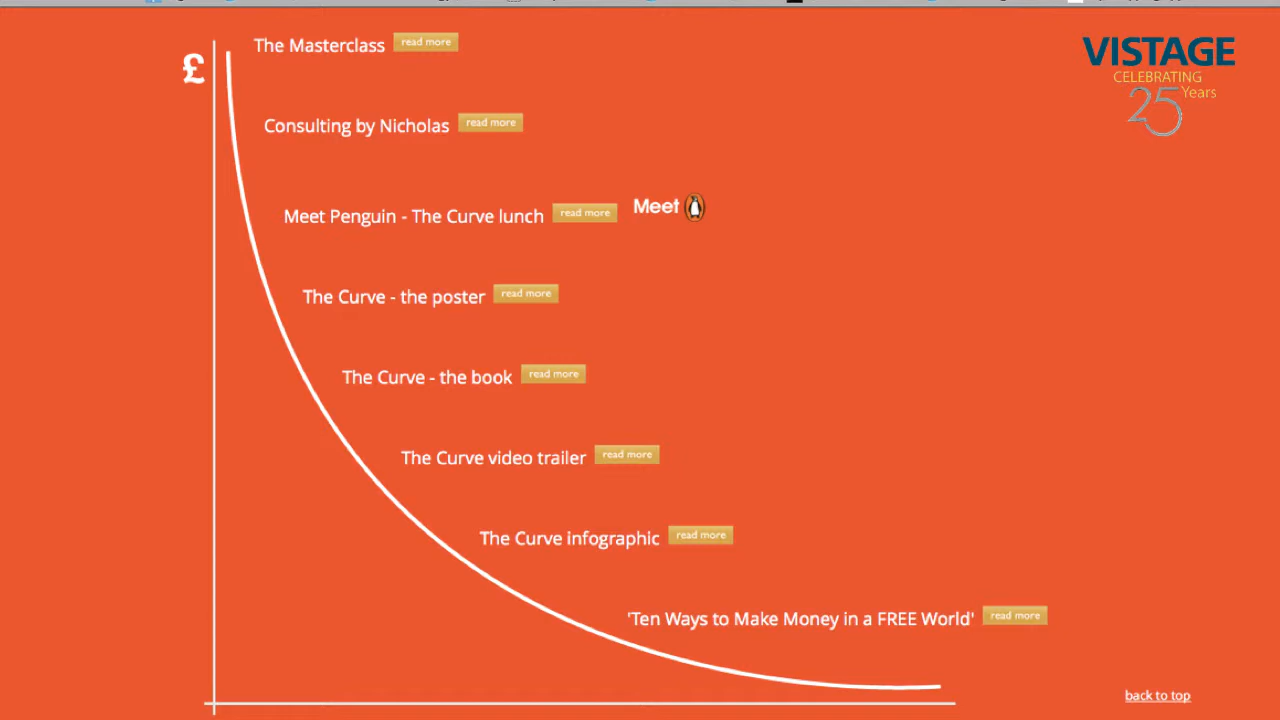 The Masterclass read more
£
VISTAGE
CELEBRATING
25 Years
Consulting by Nicholas read more
Meet Penguin - The Curve lunch read more Meet
The Curve - the poster read more
The Curve - the book read more
The Curve video trailer read more
The Curve infographic read more
'Ten Ways to Make Money in a FREE World' read more
back to top